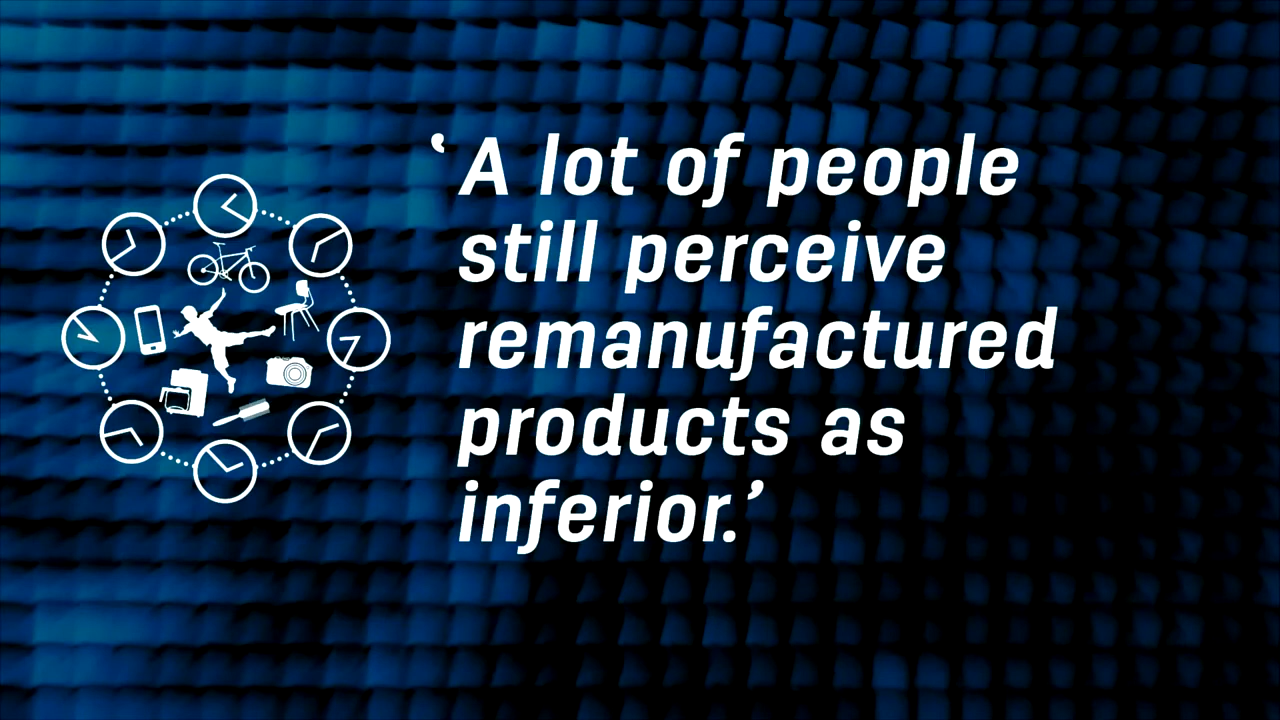 ‘A lot of people
still perceive
remanufactured
products as
inferior.’